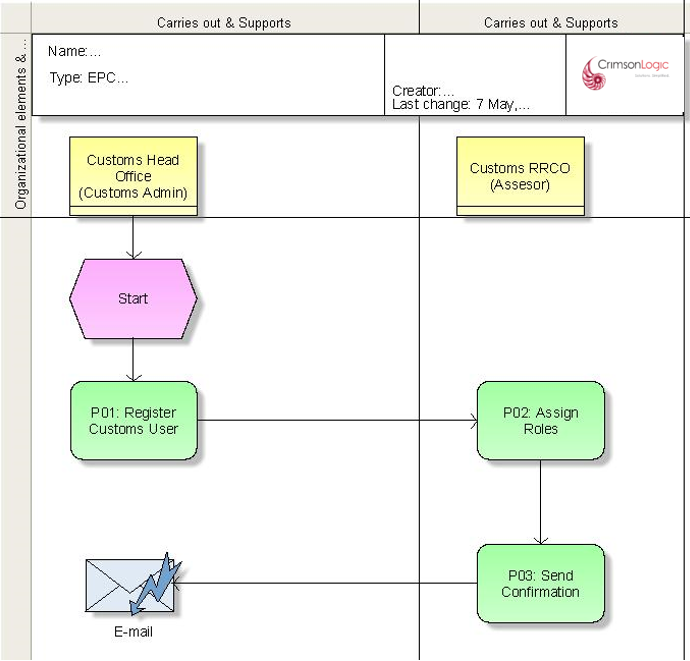 Carries out & Supports
Carries out & Supports
Organizational elements & ...
Name:...
Type: EPC...
Creator:...
Last change: 7 May,...
CrimsonLogic
Customs Head
Office
(Customs Admin)
Customs RRCO
(Assesor)
Start
P01: Register
Customs User
P02: Assign
Roles
P03: Send
Confirmation
E-mail